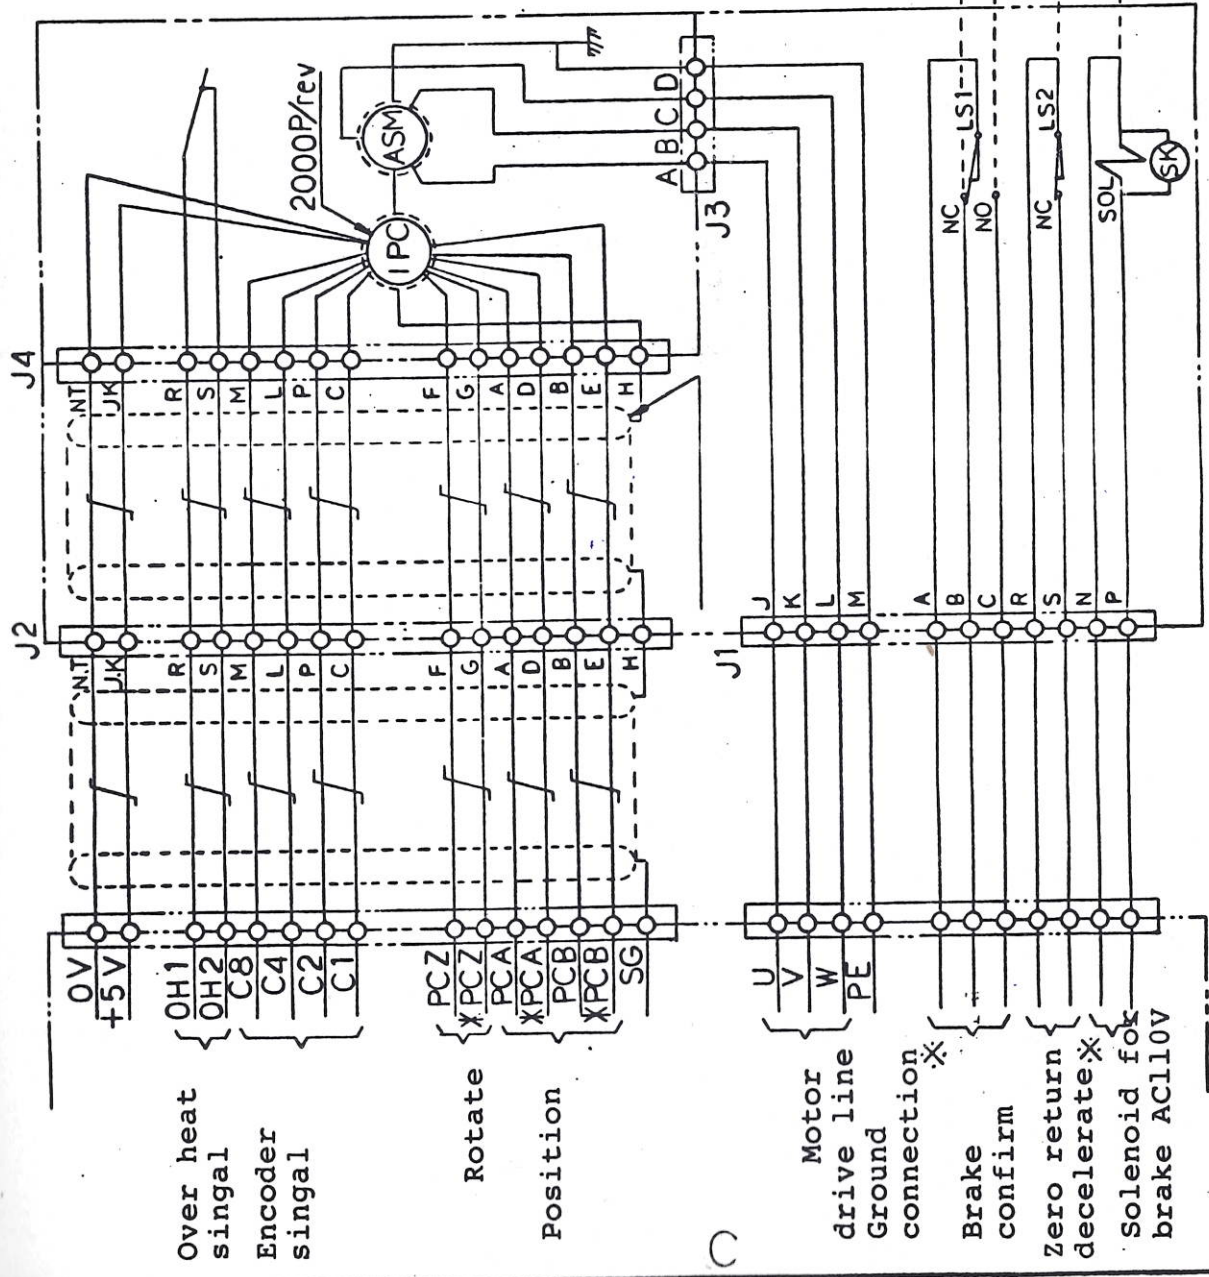 J4
J2
2000P/rev
IPC
ASM
J3
A
B
C
D
NT
JK
R
S
M
L
P
C
F
G
A
D
B
E
H
N.T
J.K
R
S
M
L
P
C
F
G
A
D
B
E
H
0V
+5V
OH1
OH2
C8
C4
C2
C1
PCZ
*PCZ
PCA
*PCA
PCB
*PCB
SG
Over heat
singal
Encoder
singal
Rotate
Position
J1
J
K
L
M
A
B
C
R
S
N
P
NC
LS1
NO
NC
LS2
SOL
SK
U
V
W
PE
Motor
drive line
Ground
connection
※
Brake
confirm
Zero return
decelerate※
Solenoid for
brake AC110V
C